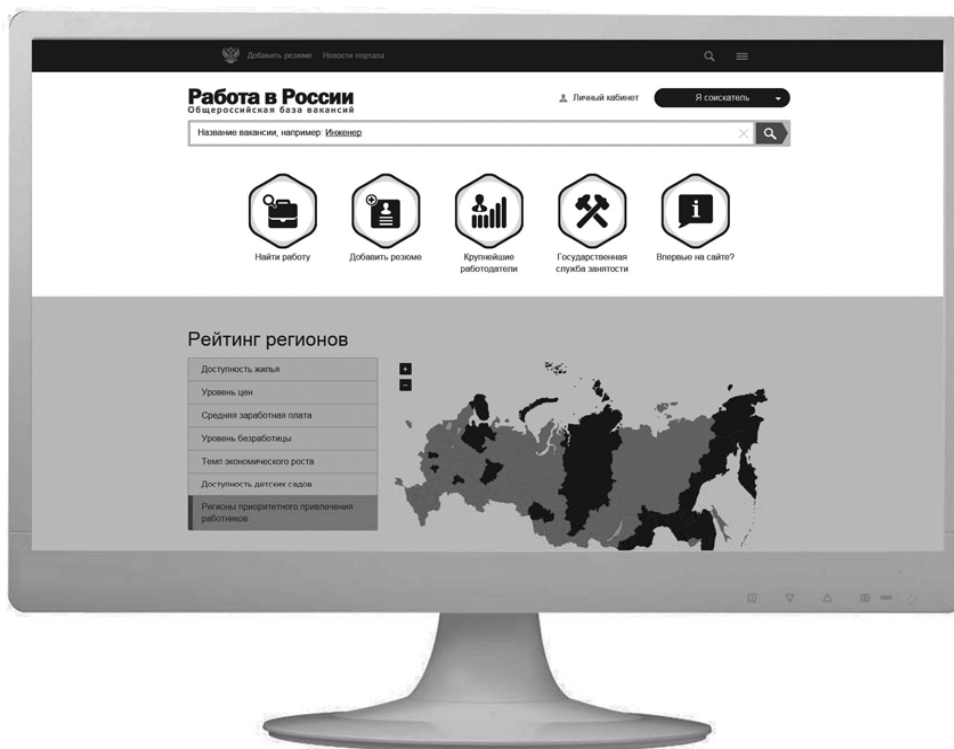 Добавить резюме Новости портала
Работа в России
Общероссийская база вакансий
Личный кабинет
Я соискатель
Название вакансии, например: Инженер
Найти работу
Добавить резюме
Крупнейшие
работодатели
Государственная
служба занятости
Впервые на сайте?
Рейтинг регионов
Доступность жилья
Уровень цен
Средняя заработная плата
Уровень безработицы
Темп экономического роста
Доступность детских садов
Регионы приоритетного привлечения
работников